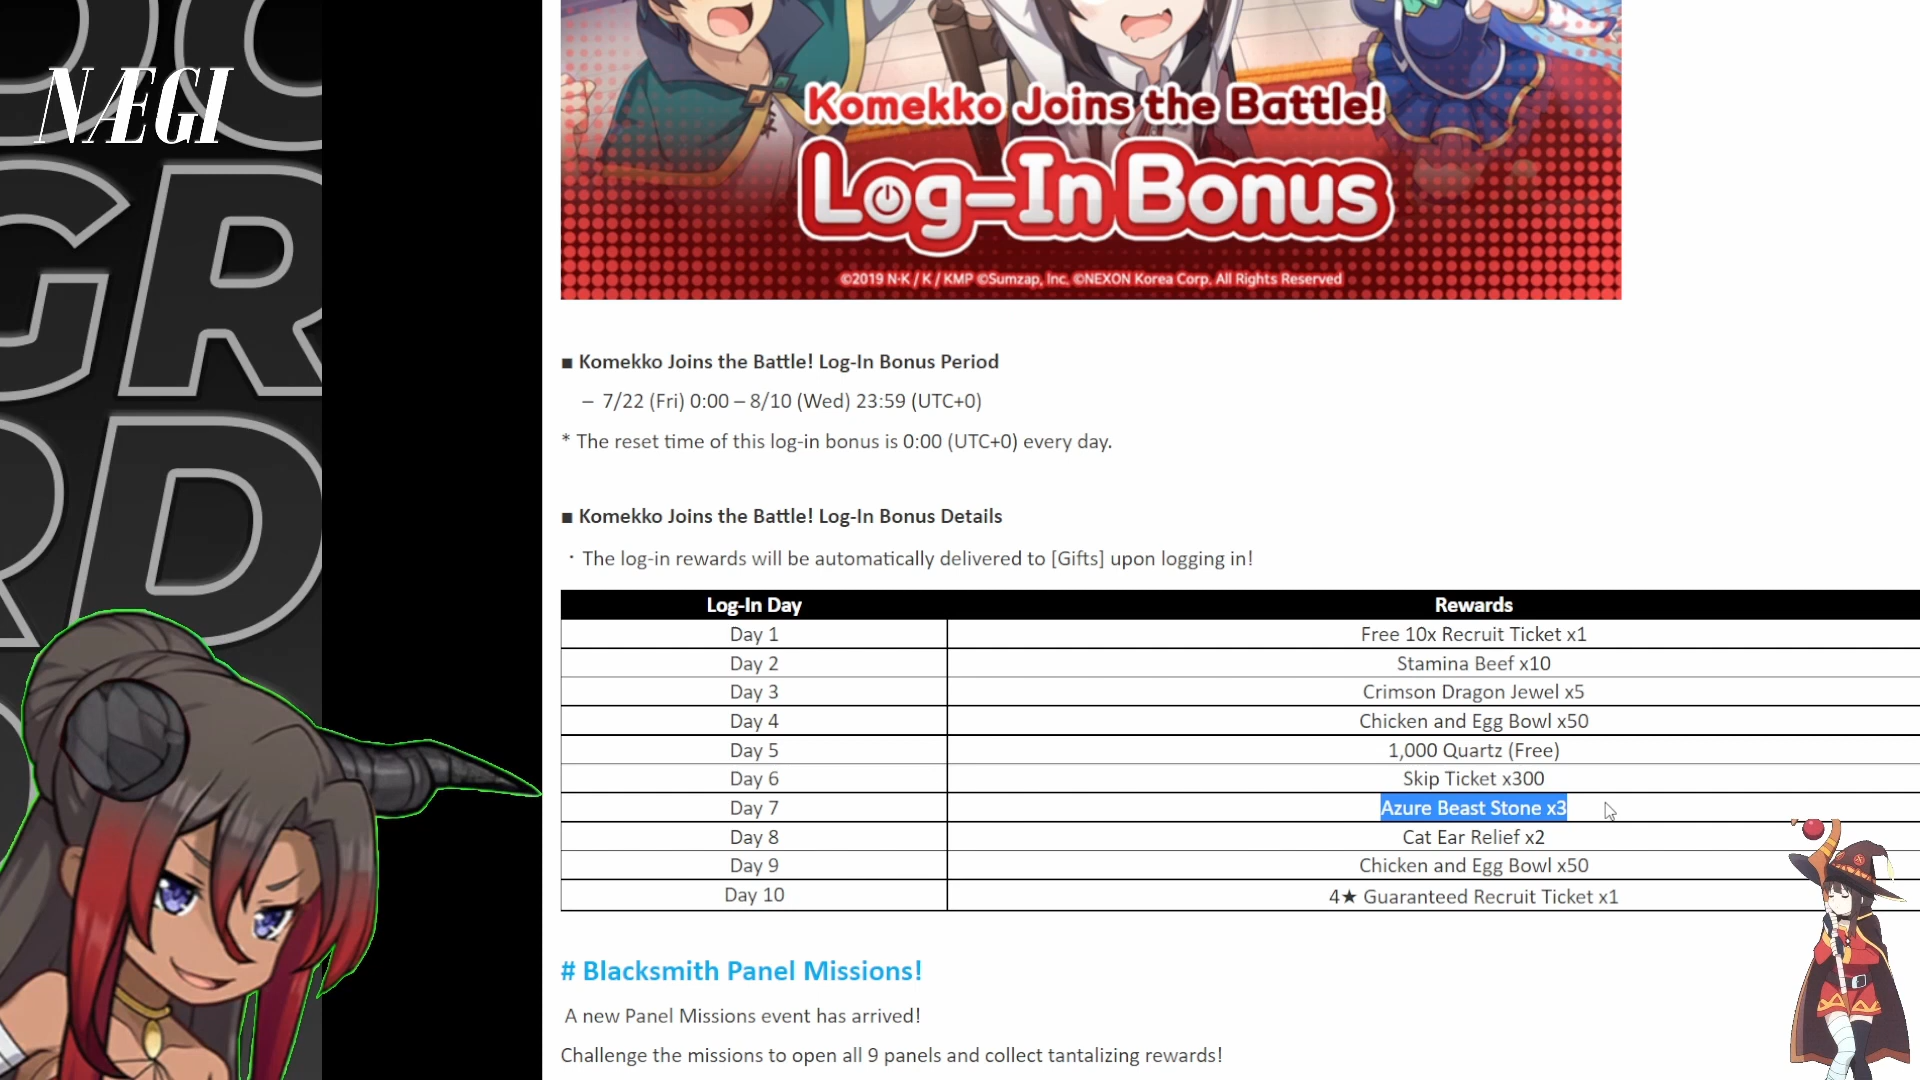 NÆGI
Komekko Joins the Battle!
Log-In Bonus
©2019 N·K / K / KMP ©Sumzap, Inc. ©NEXON Korea Corp. All Rights Reserved
■ Komekko Joins the Battle! Log-In Bonus Period
– 7/22 (Fri) 0:00 – 8/10 (Wed) 23:59 (UTC+0)
* The reset time of this log-in bonus is 0:00 (UTC+0) every day.
■ Komekko Joins the Battle! Log-In Bonus Details
· The log-in rewards will be automatically delivered to [Gifts] upon logging in!
Log-In Day Rewards
Day 1 Free 10x Recruit Ticket x1
Day 2 Stamina Beef x10
Day 3 Crimson Dragon Jewel x5
Day 4 Chicken and Egg Bowl x50
Day 5 1,000 Quartz (Free)
Day 6 Skip Ticket x300
Day 7 Azure Beast Stone x3
Day 8 Cat Ear Relief x2
Day 9 Chicken and Egg Bowl x50
Day 10 4★ Guaranteed Recruit Ticket x1
# Blacksmith Panel Missions!
A new Panel Missions event has arrived!
Challenge the missions to open all 9 panels and collect tantalizing rewards!